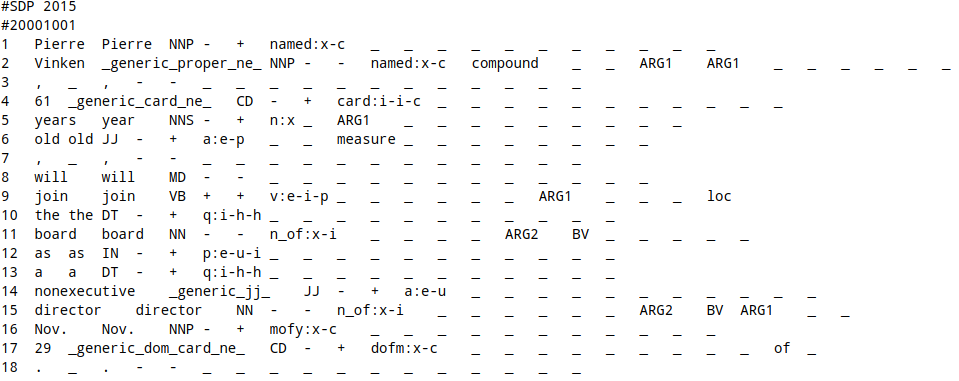 #SDP 2015
#20001001
1 Pierre Pierre NNP - + named:x-c _ _ _ _ _ _ _ _ _ _ _
2 Vinken _generic_proper_ne_ NNP - - named:x-c compound _ _ ARG1 ARG1 _ _ _ _ _ _
3 , _ , - - _ _ _ _ _ _ _ _ _ _ _ _
4 61 _generic_card_ne_ CD - + card:i-i-c _ _ _ _ _ _ _ _ _ _ _
5 years year NNS - + n:x _ ARG1 _ _ _ _ _ _ _ _ _
6 old old JJ - + a:e-p _ _ measure _ _ _ _ _ _ _ _
7 , _ , - - _ _ _ _ _ _ _ _ _ _ _ _
8 will will MD - - _ _ _ _ _ _ _ _ _ _ _ _
9 join join VB + + v:e-i-p _ _ _ _ _ _ ARG1 _ _ _ loc
10 the the DT - + q:i-h-h _ _ _ _ _ _ _ _ _ _ _
11 board board NN - - n_of:x-i _ _ _ _ ARG2 BV _ _ _ _ _
12 as as IN - + p:e-u-i _ _ _ _ _ _ _ _ _ _ _
13 a a DT - + q:i-h-h _ _ _ _ _ _ _ _ _ _ _
14 nonexecutive _generic_jj_ JJ - + a:e-u _ _ _ _ _ _ _ _ _ _ _
15 director director NN - - n_of:x-i _ _ _ _ _ _ ARG2 BV ARG1 _ _
16 Nov. Nov. NNP - + mofy:x-c _ _ _ _ _ _ _ _ _ _ _
17 29 _generic_dom_card_ne_ CD - + dofm:x-c _ _ _ _ _ _ _ _ _ of _
18 . _ . - - _ _ _ _ _ _ _ _ _ _ _ _